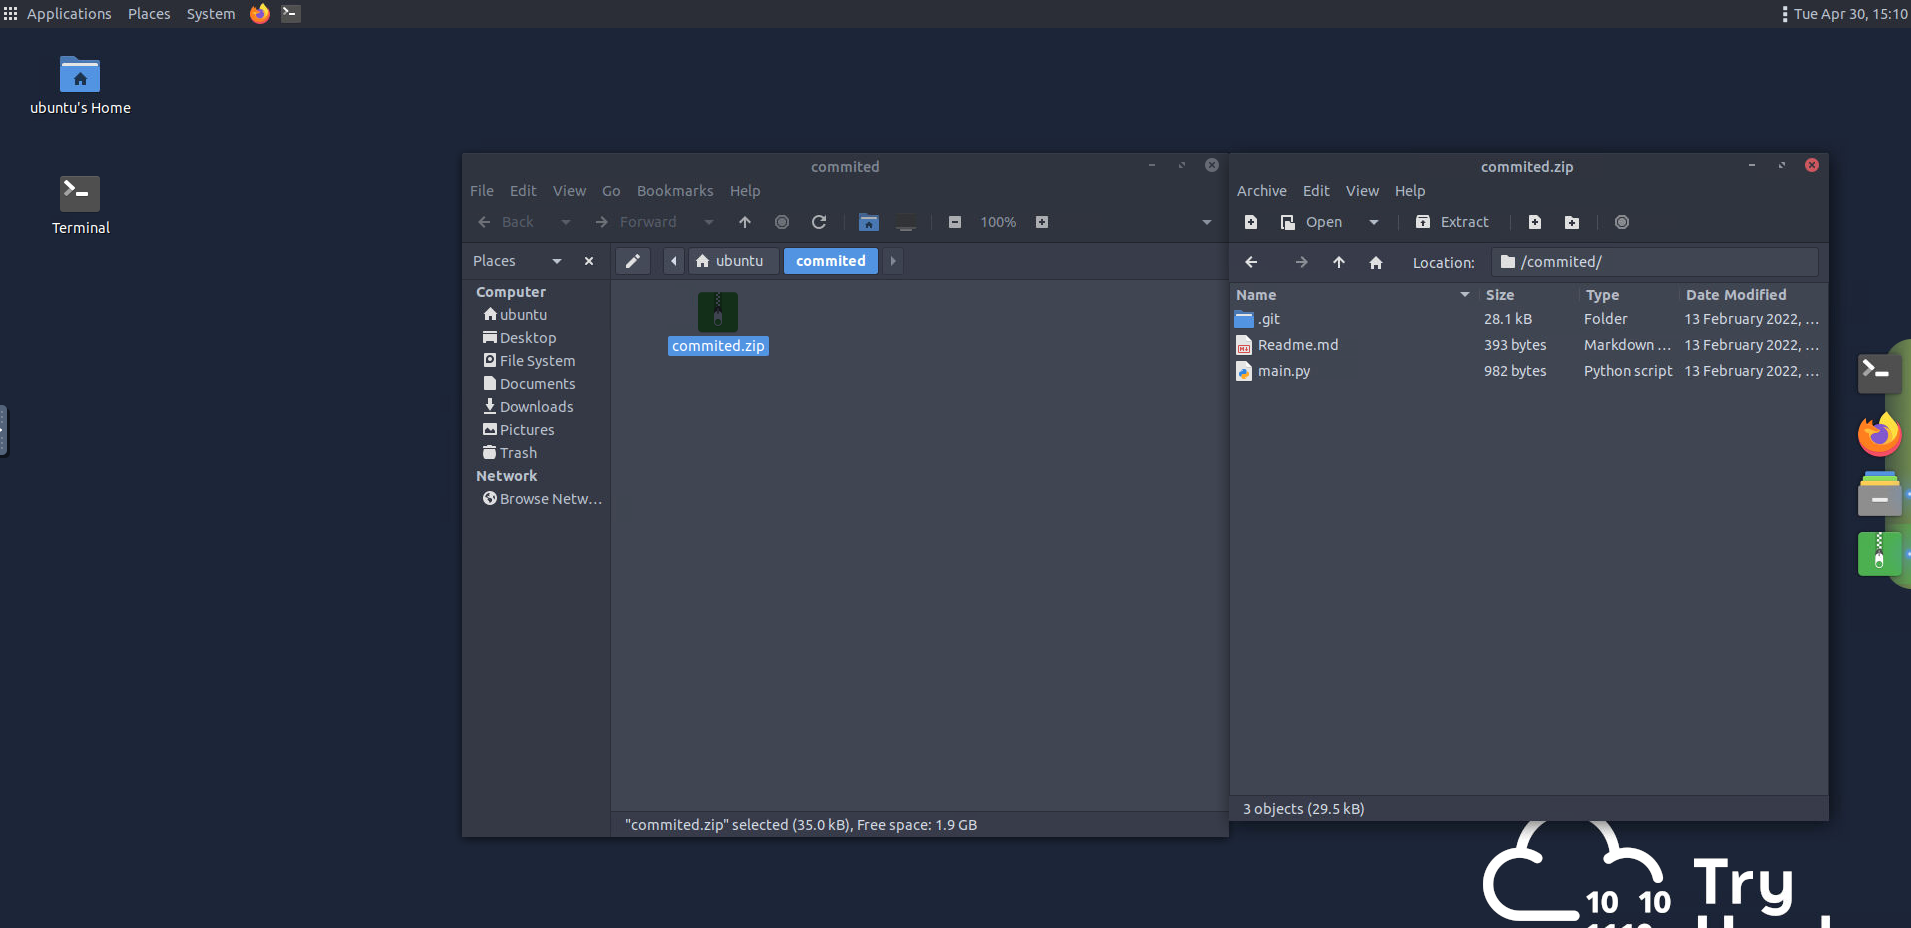 Applications Places System
Tue Apr 30, 15:10
ubuntu's Home
Terminal
commited
File Edit View Go Bookmarks Help
Back Forward 100%
Places ubuntu commited
Computer
ubuntu
Desktop
File System
Documents
Downloads
Pictures
Trash
Network
Browse Netw...
commited.zip
"commited.zip" selected (35.0 kB), Free space: 1.9 GB
commited.zip
Archive Edit View Help
Open Extract
Location: /commited/
Name Size Type Date Modified
.git 28.1 kB Folder 13 February 2022, ...
Readme.md 393 bytes Markdown ... 13 February 2022, ...
main.py 982 bytes Python script 13 February 2022, ...
3 objects (29.5 kB)
Try
10 10